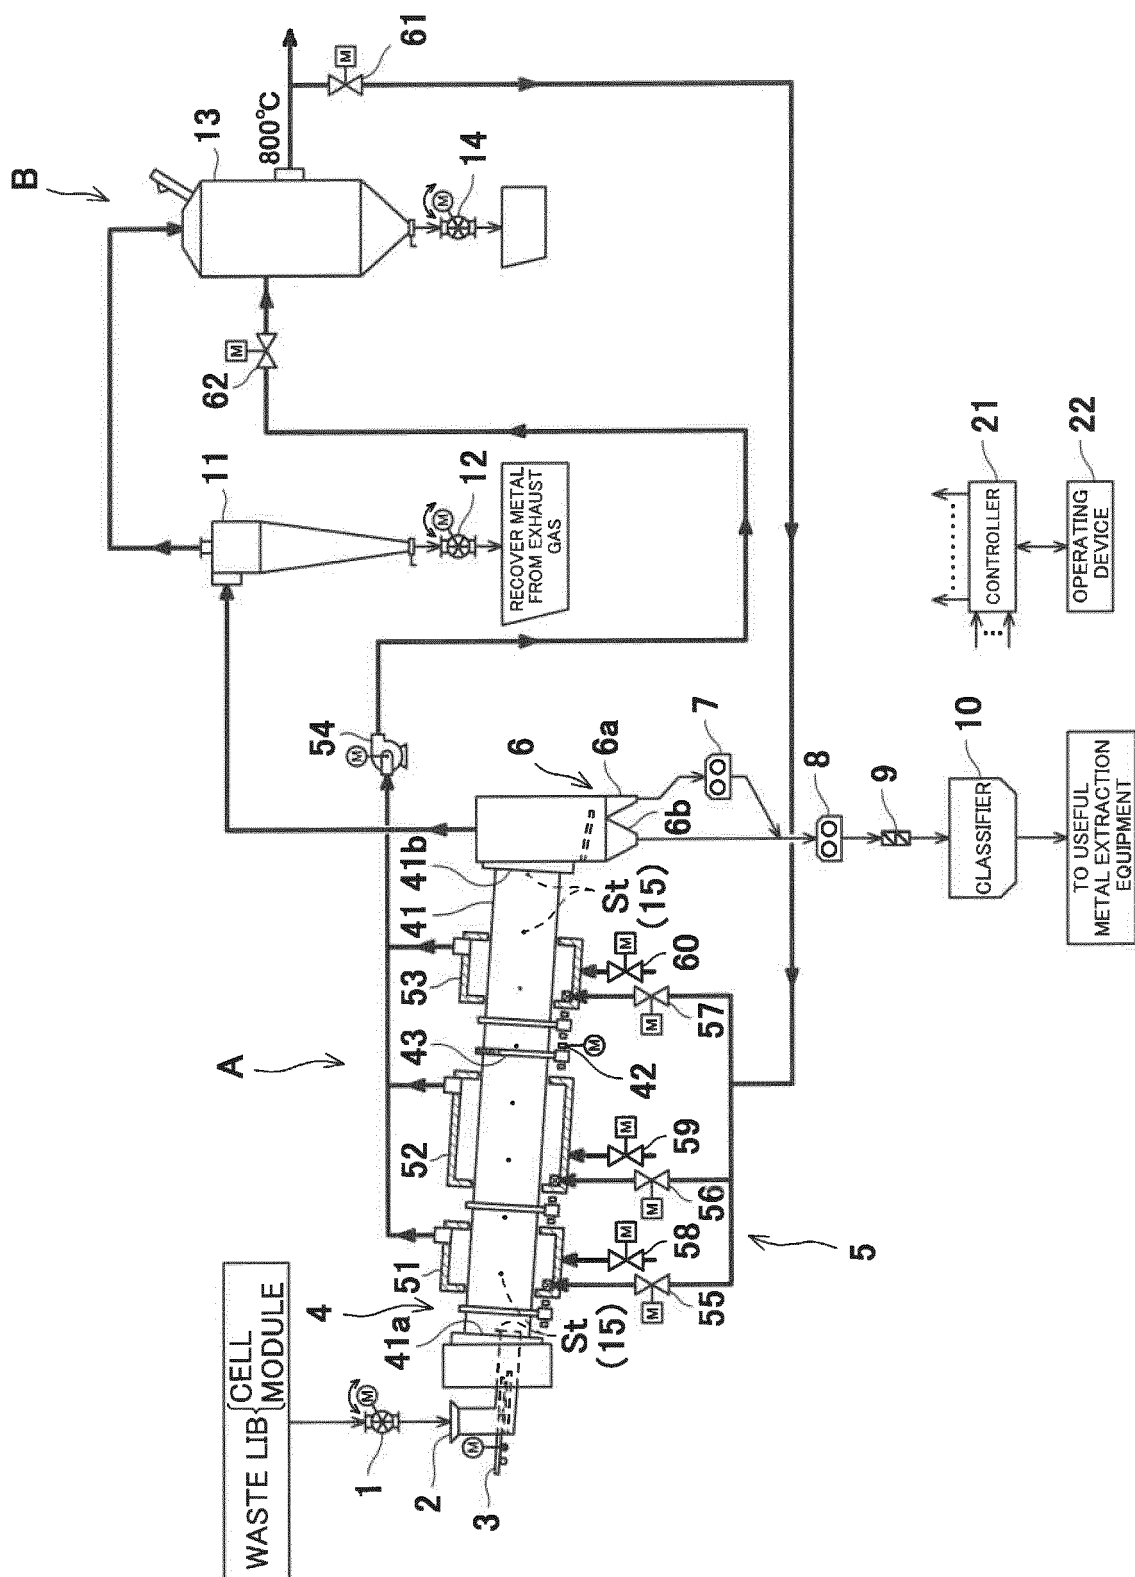 B
A
13
11
62
WASTE LIB
CELL
MODULE
800°C
M
4
51
52
53
54
M
M
M
61
1
M
2
41a
43
41
41b
12
M
14
M
3
M
6
RECOVER METAL
FROM EXHAUST
GAS
St
(15)
42
M
St
(15)
6a
6b
7
M
58
M
59
M
60
M
55
M
56
M
57
8
5
9
10
CLASSIFIER
21
CONTROLLER
22
OPERATING
DEVICE
TO USEFUL
METAL EXTRACTION
EQUIPMENT